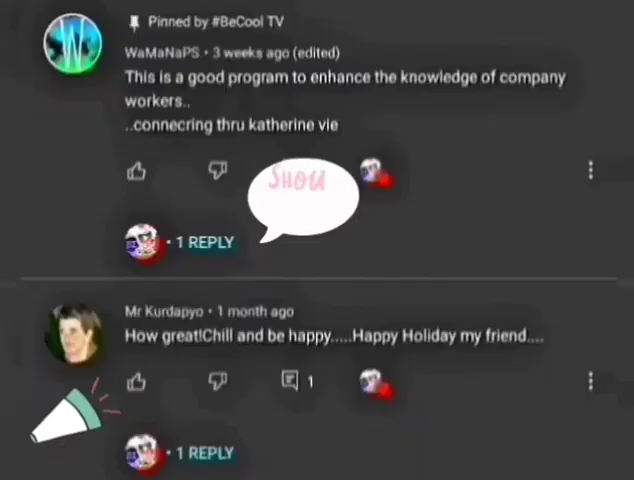 Pinned by #BeCool TV
WaMaNaPS • 3 weeks ago (edited)
This is a good program to enhance the knowledge of company
workers..
..connecring thru katherine vie
SHOU
• 1 REPLY
Mr Kurdapyo • 1 month ago
How great!Chill and be happy.....Happy Holiday my friend....
1
• 1 REPLY